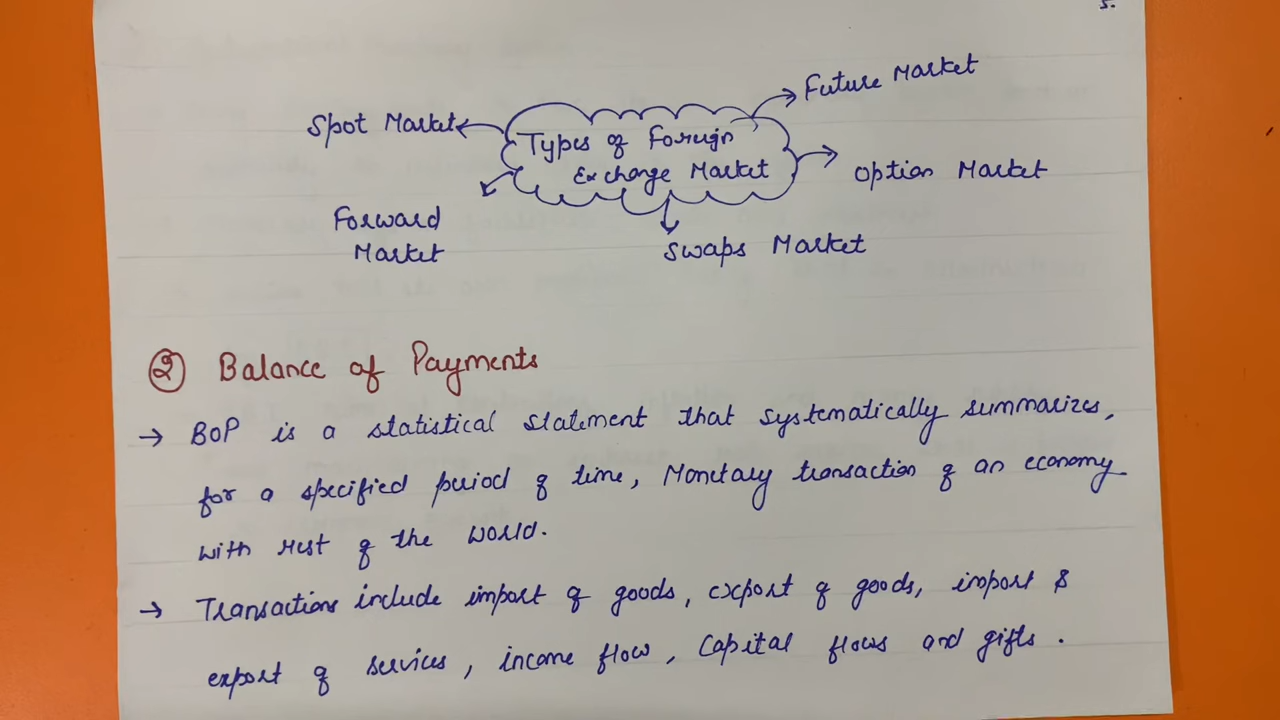 5.
Future Market
Spot Market
Types of Foreign
Exchange Market
Option Market
Forward
Market
Swaps Market
② Balance of Payments
→ BOP is a statistical statement that systematically summarizes,
for a specified period of time, Monetary transaction of an economy
with rest of the world.
→ Transactions include import of goods, export of goods, import &
export of services, income flow, Capital flows and gifts.